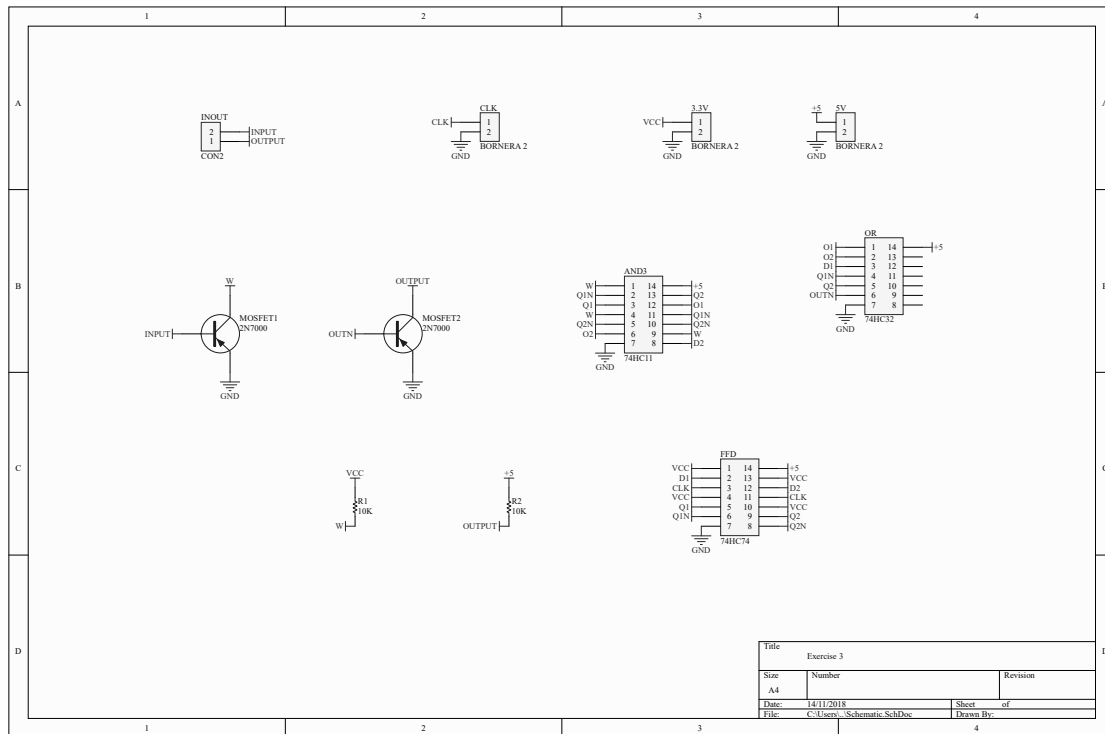 1 2 3 4
A A
INOUT
2 INPUT
1 OUTPUT
CON2
CLK
CLK 1
2
GND BORNERA 2
3.3V
VCC 1
2
GND BORNERA 2
+5 5V
1
2
GND BORNERA 2
B B
W
MOSFET1
2N7000
INPUT
GND
OUTPUT
MOSFET2
2N7000
OUTN
GND
AND3
W 1 14 +5
Q1N 2 13 Q2
Q1 3 12 O1
W 4 11 Q1N
Q2N 5 10 Q2N
O2 6 9 W
7 8 D2
GND 74HC11
OR
O1 1 14 +5
O2 2 13
D1 3 12
Q1N 4 11
Q2 5 10
OUTN 6 9
7 8
GND 74HC32
C C
VCC
R1
10K
W
+5
R2
10K
OUTPUT
FFD
VCC 1 14 +5
D1 2 13 VCC
CLK 3 12 D2
VCC 4 11 CLK
Q1 5 10 VCC
Q1N 6 9 Q2
7 8 Q2N
GND 74HC74
D D
Title
Exercise 3
Size Number Revision
A4
Date: 14/11/2018 Sheet of
File: C:\Users\..\Schematic.SchDoc Drawn By:
1 2 3 4